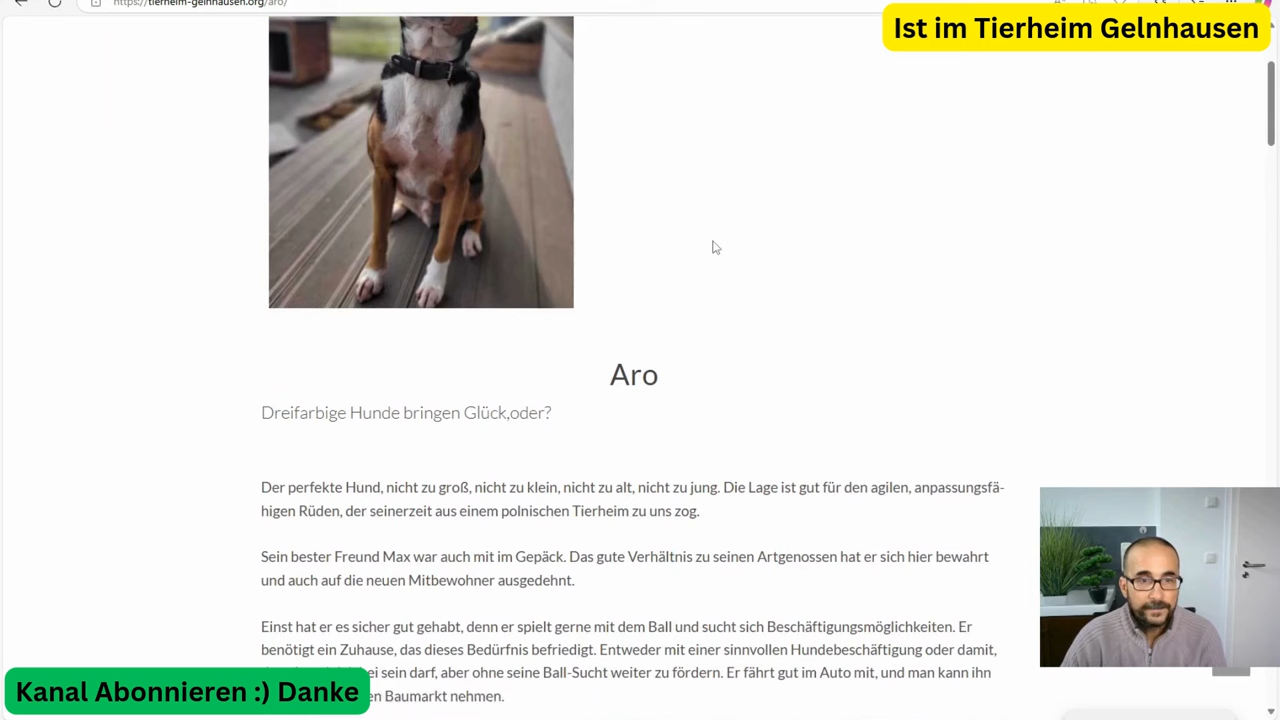 https://tierheim-gelnhausen.org/aro/
Ist im Tierheim Gelnhausen
Aro
Dreifarbige Hunde bringen Glück,oder?
Der perfekte Hund, nicht zu groß, nicht zu klein, nicht zu alt, nicht zu jung. Die Lage ist gut für den agilen, anpassungsfä-
higen Rüden, der seinerzeit aus einem polnischen Tierheim zu uns zog.
Sein bester Freund Max war auch mit im Gepäck. Das gute Verhältnis zu seinen Artgenossen hat er sich hier bewahrt
und auch auf die neuen Mitbewohner ausgedehnt.
Einst hat er es sicher gut gehabt, denn er spielt gerne mit dem Ball und sucht sich Beschäftigungsmöglichkeiten. Er
benötigt ein Zuhause, das dieses Bedürfnis befriedigt. Entweder mit einer sinnvollen Hundebeschäftigung oder damit,
sein darf, aber ohne seine Ball-Sucht weiter zu fördern. Er fährt gut im Auto mit, und man kann ihn
Baumarkt nehmen.
Kanal Abonnieren :) Danke